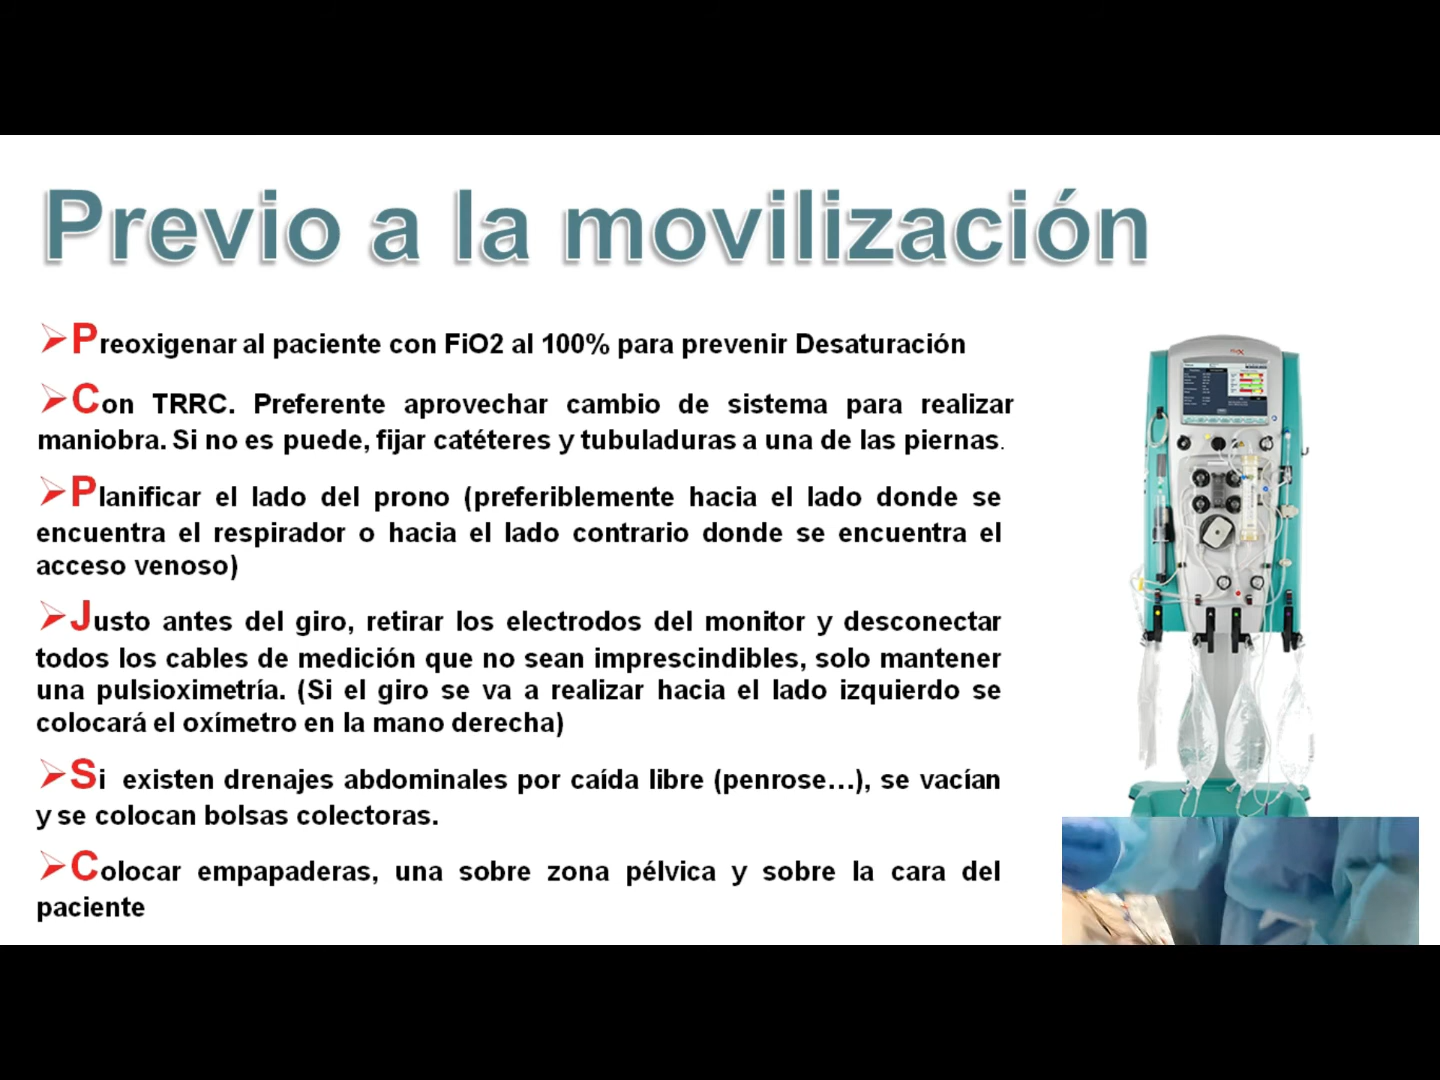 Previo a la movilización
➢Preoxigenar al paciente con FiO2 al 100% para prevenir Desaturación
➢Con TRRC. Preferente aprovechar cambio de sistema para realizar
maniobra. Si no es puede, fijar catéteres y tubuladuras a una de las piernas.
➢Planificar el lado del prono (preferiblemente hacia el lado donde se
encuentra el respirador o hacia el lado contrario donde se encuentra el
acceso venoso)
➢Justo antes del giro, retirar los electrodos del monitor y desconectar
todos los cables de medición que no sean imprescindibles, solo mantener
una pulsioximetría. (Si el giro se va a realizar hacia el lado izquierdo se
colocará el oxímetro en la mano derecha)
➢Si existen drenajes abdominales por caída libre (penrose…), se vacían
y se colocan bolsas colectoras.
➢Colocar empapaderas, una sobre zona pélvica y sobre la cara del
paciente